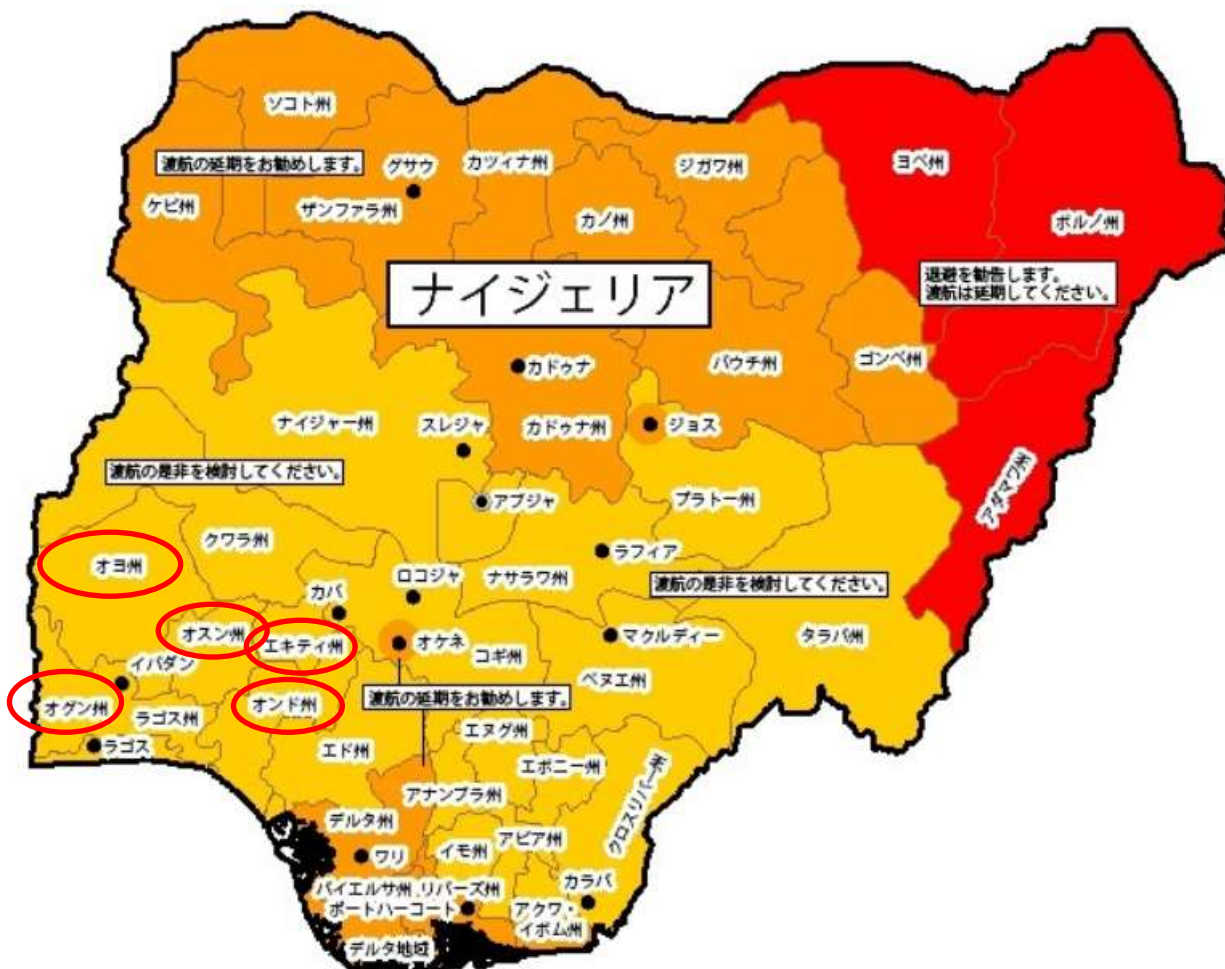 ソコト州
渡航の延期をお勧めします。
グサウ
カツィナ州
ジガワ州
ヨベ州
ケビ州
ザンファラ州
カノ州
ボルノ州
ナイジェリア
退避を勧告します。
渡航は延期してください。
カドゥナ
バウチ州
ゴンベ州
ナイジャー州
スレジャ
カドゥナ州
ジョス
渡航の是非を検討してください。
アブジャ
プラトー州
アダマワ州
オヨ州
クワラ州
ロコジャ
ナサラワ州
ラフィア
渡航の是非を検討してください。
カバ
オスン州
エキティ州
オケネ
コギ州
マクルディー
タラバ州
イバダン
ベヌエ州
オグン州
ラゴス州
オンド州
渡航の延期をお勧めします。
ラゴス
エド州
エヌグ州
エボニー州
クロスリバー州
アナンブラ州
デルタ州
アビア州
ワリ
イモ州
バイエルサ州
リバーズ州
カラバ
ポートハーコート
アクワ・
イボム州
デルタ地域